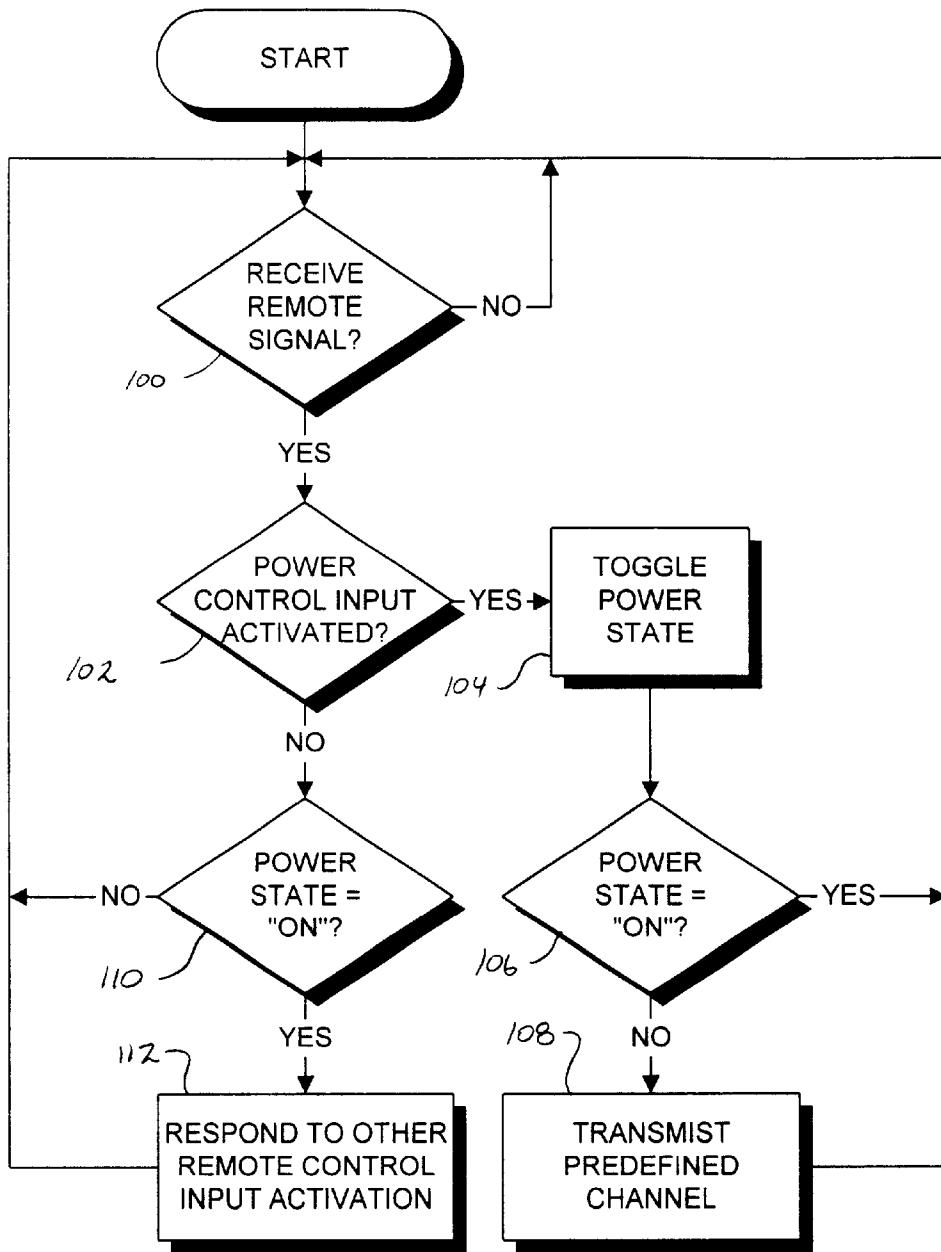 START
RECEIVE
REMOTE
SIGNAL?
NO
100
YES
POWER
CONTROL INPUT
ACTIVATED?
YES
TOGGLE
POWER
STATE
102
104
NO
POWER
STATE =
"ON"?
NO
110
POWER
STATE =
"ON"?
YES
106
YES
NO
112
108
RESPOND TO OTHER
REMOTE CONTROL
INPUT ACTIVATION
TRANSMIST
PREDEFINED
CHANNEL